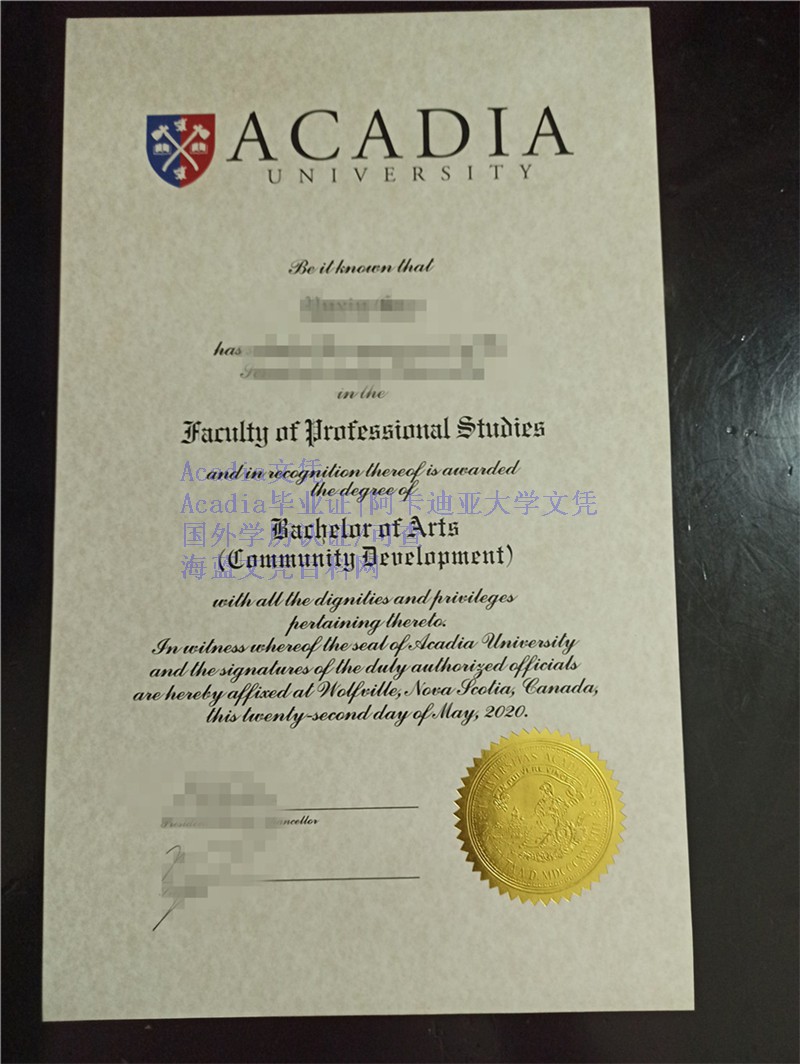 ACADIA
UNIVERSITY
Be it known that
has
in the
Faculty of Professional Studies
and in recognition thereof is awarded
the degree of
Acadia文凭
Acadia毕业证|阿卡迪亚大学文凭
国外学历认证/可查
海蓝文凭百科网
Bachelor of Arts
(Community Development)
with all the dignities and privileges
pertaining thereto.
In witness whereof the seal of Acadia University
and the signatures of the duly authorized officials
are hereby affixed at Wolfville, Nova Scotia, Canada,
this twenty-second day of May, 2020.